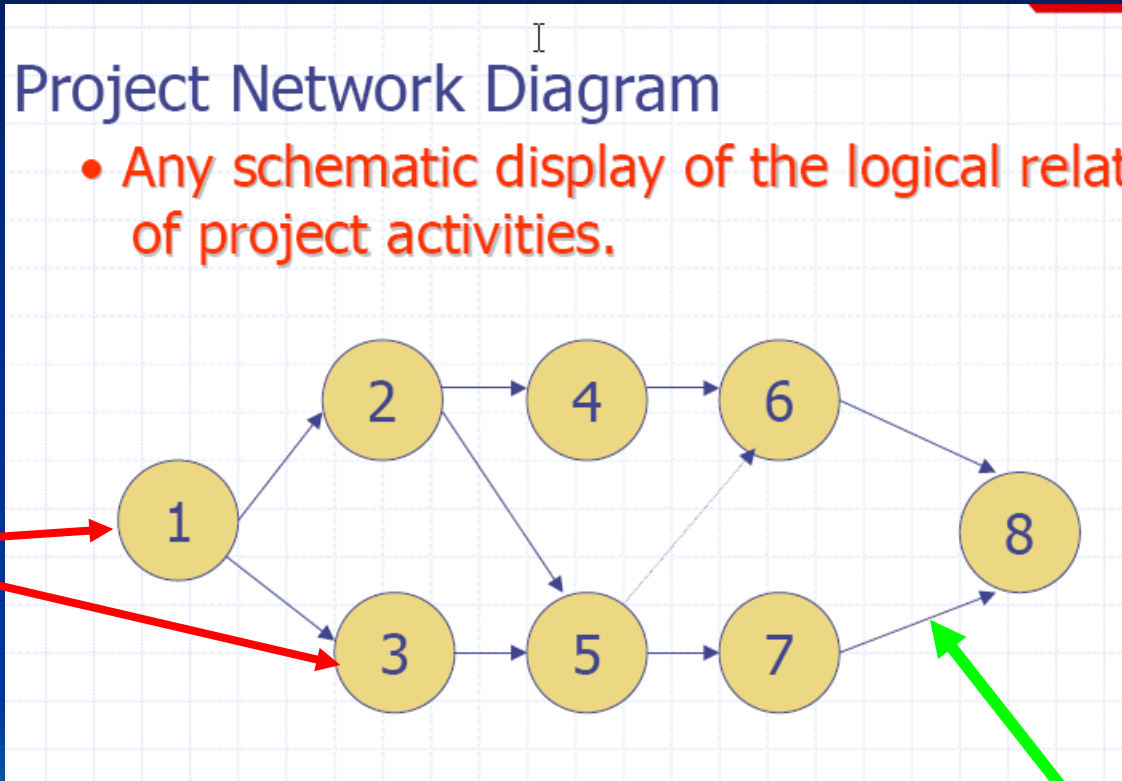 Project Network Diagram
• Any schematic display of the logical relat
of project activities.
2 4 6
1 8
3 5 7